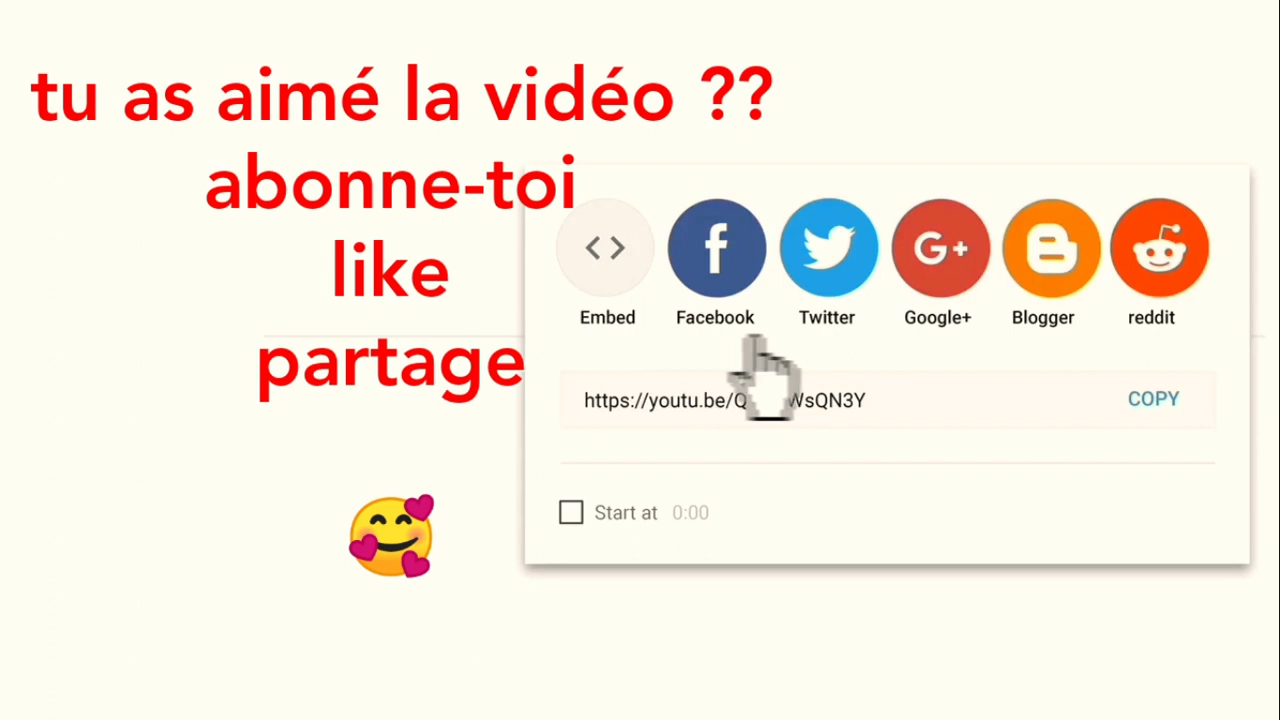 tu as aimé la vidéo ??
abonne-toi
like
partage
Embed Facebook Twitter Google+ Blogger reddit
COPY
Start at 0:00